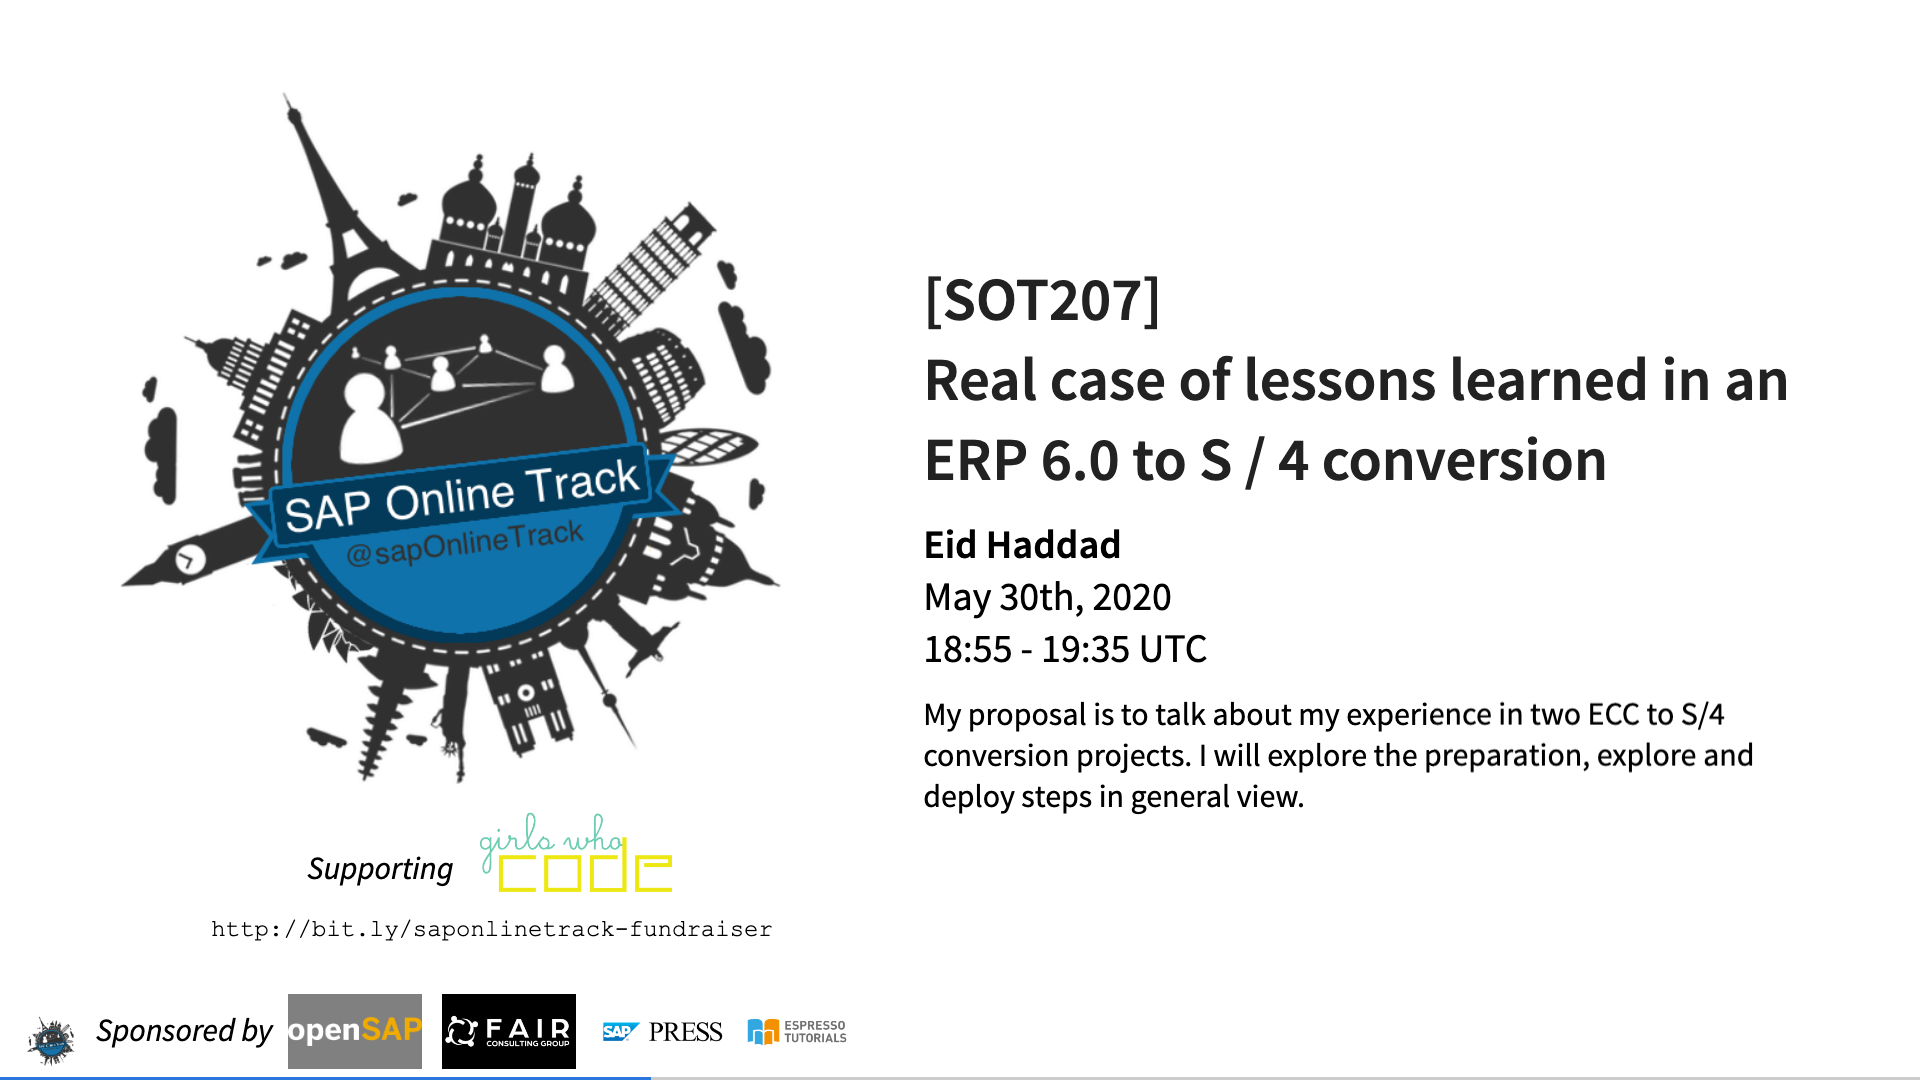 SAP Online Track
@sapOnlineTrack
Supporting
girls who
code
http://bit.ly/saponlinetrack-fundraiser
[SOT207]
Real case of lessons learned in an
ERP 6.0 to S / 4 conversion
Eid Haddad
May 30th, 2020
18:55 - 19:35 UTC
My proposal is to talk about my experience in two ECC to S/4
conversion projects. I will explore the preparation, explore and
deploy steps in general view.
Sponsored by
openSAP
FAIR
CONSULTING GROUP
SAP PRESS
ESPRESSO
TUTORIALS